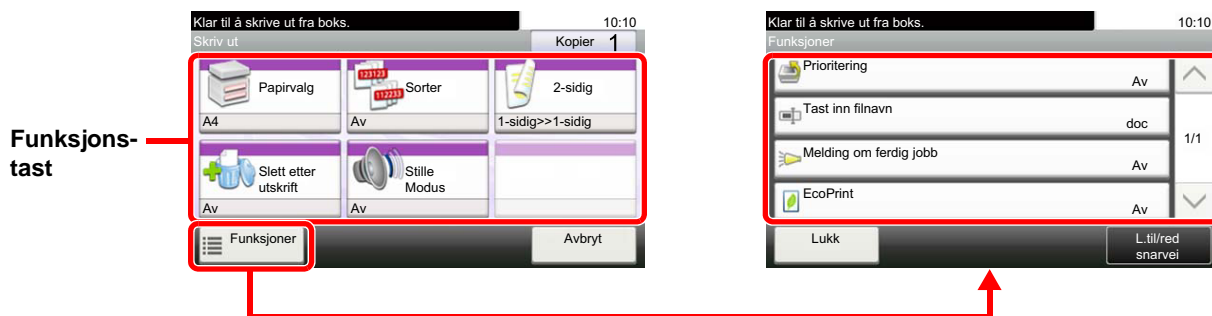 Klar til å skrive ut fra boks.
10:10
Skriv ut
Kopier 1
Papirvalg
A4
Sorter
Av
2-sidig
1-sidig>>1-sidig
Slett etter
utskrift
Av
Stille
Modus
Av
Funksjoner
Avbryt
Funksjons-
tast
Klar til å skrive ut fra boks.
10:10
Funksjoner
Prioritering
Av
Tast inn filnavn
doc
Melding om ferdig jobb
Av
EcoPrint
Av
1/1
Lukk
L.til/red
snarvei